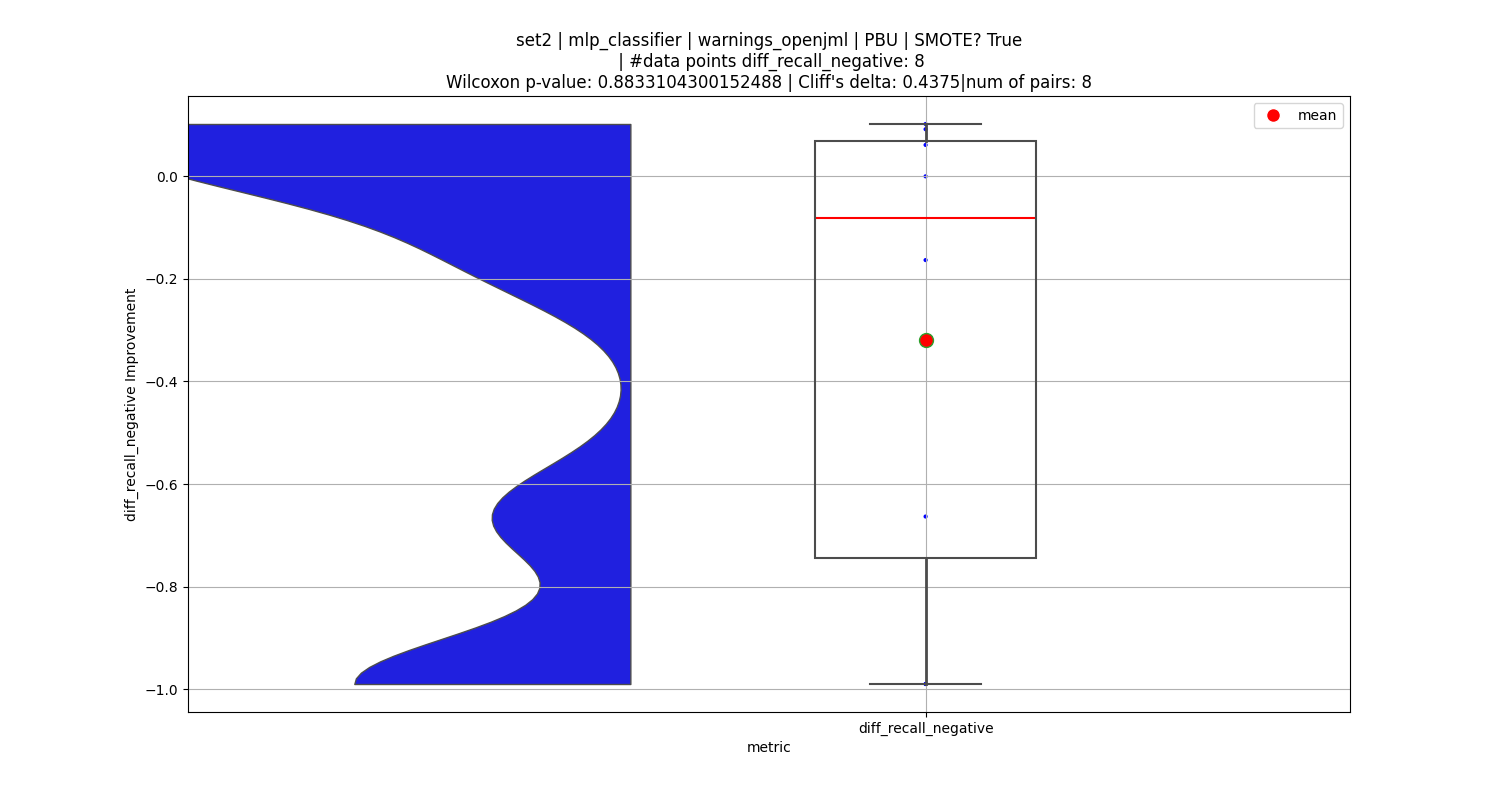 set2 | mlp_classifier | warnings_openjml | PBU | SMOTE? True
| #data points diff_recall_negative: 8
Wilcoxon p-value: 0.8833104300152488 | Cliff's delta: 0.4375|num of pairs: 8
mean
0.0
−0.2
−0.4
−0.6
−0.8
−1.0
diff_recall_negative Improvement
diff_recall_negative
metric